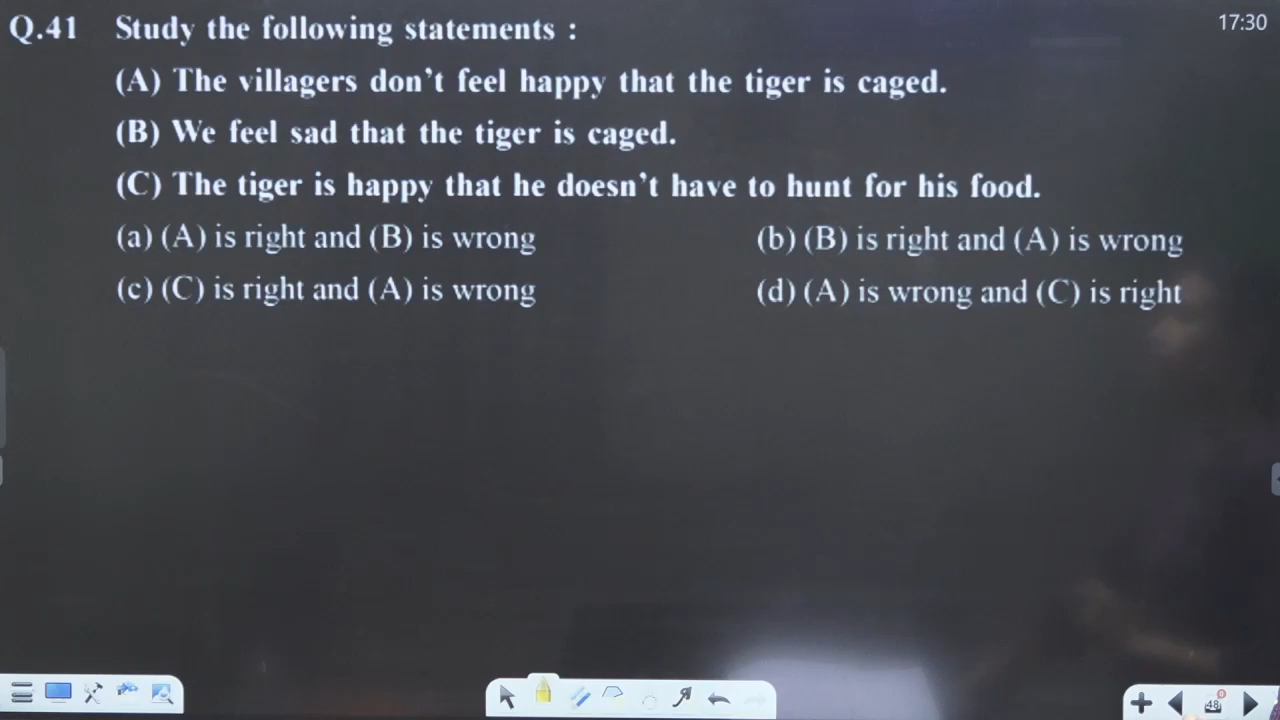 17:30
Q.41 Study the following statements :
(A) The villagers don't feel happy that the tiger is caged.
(B) We feel sad that the tiger is caged.
(C) The tiger is happy that he doesn't have to hunt for his food.
(a) (A) is right and (B) is wrong (b) (B) is right and (A) is wrong
(c) (C) is right and (A) is wrong (d) (A) is wrong and (C) is right
48